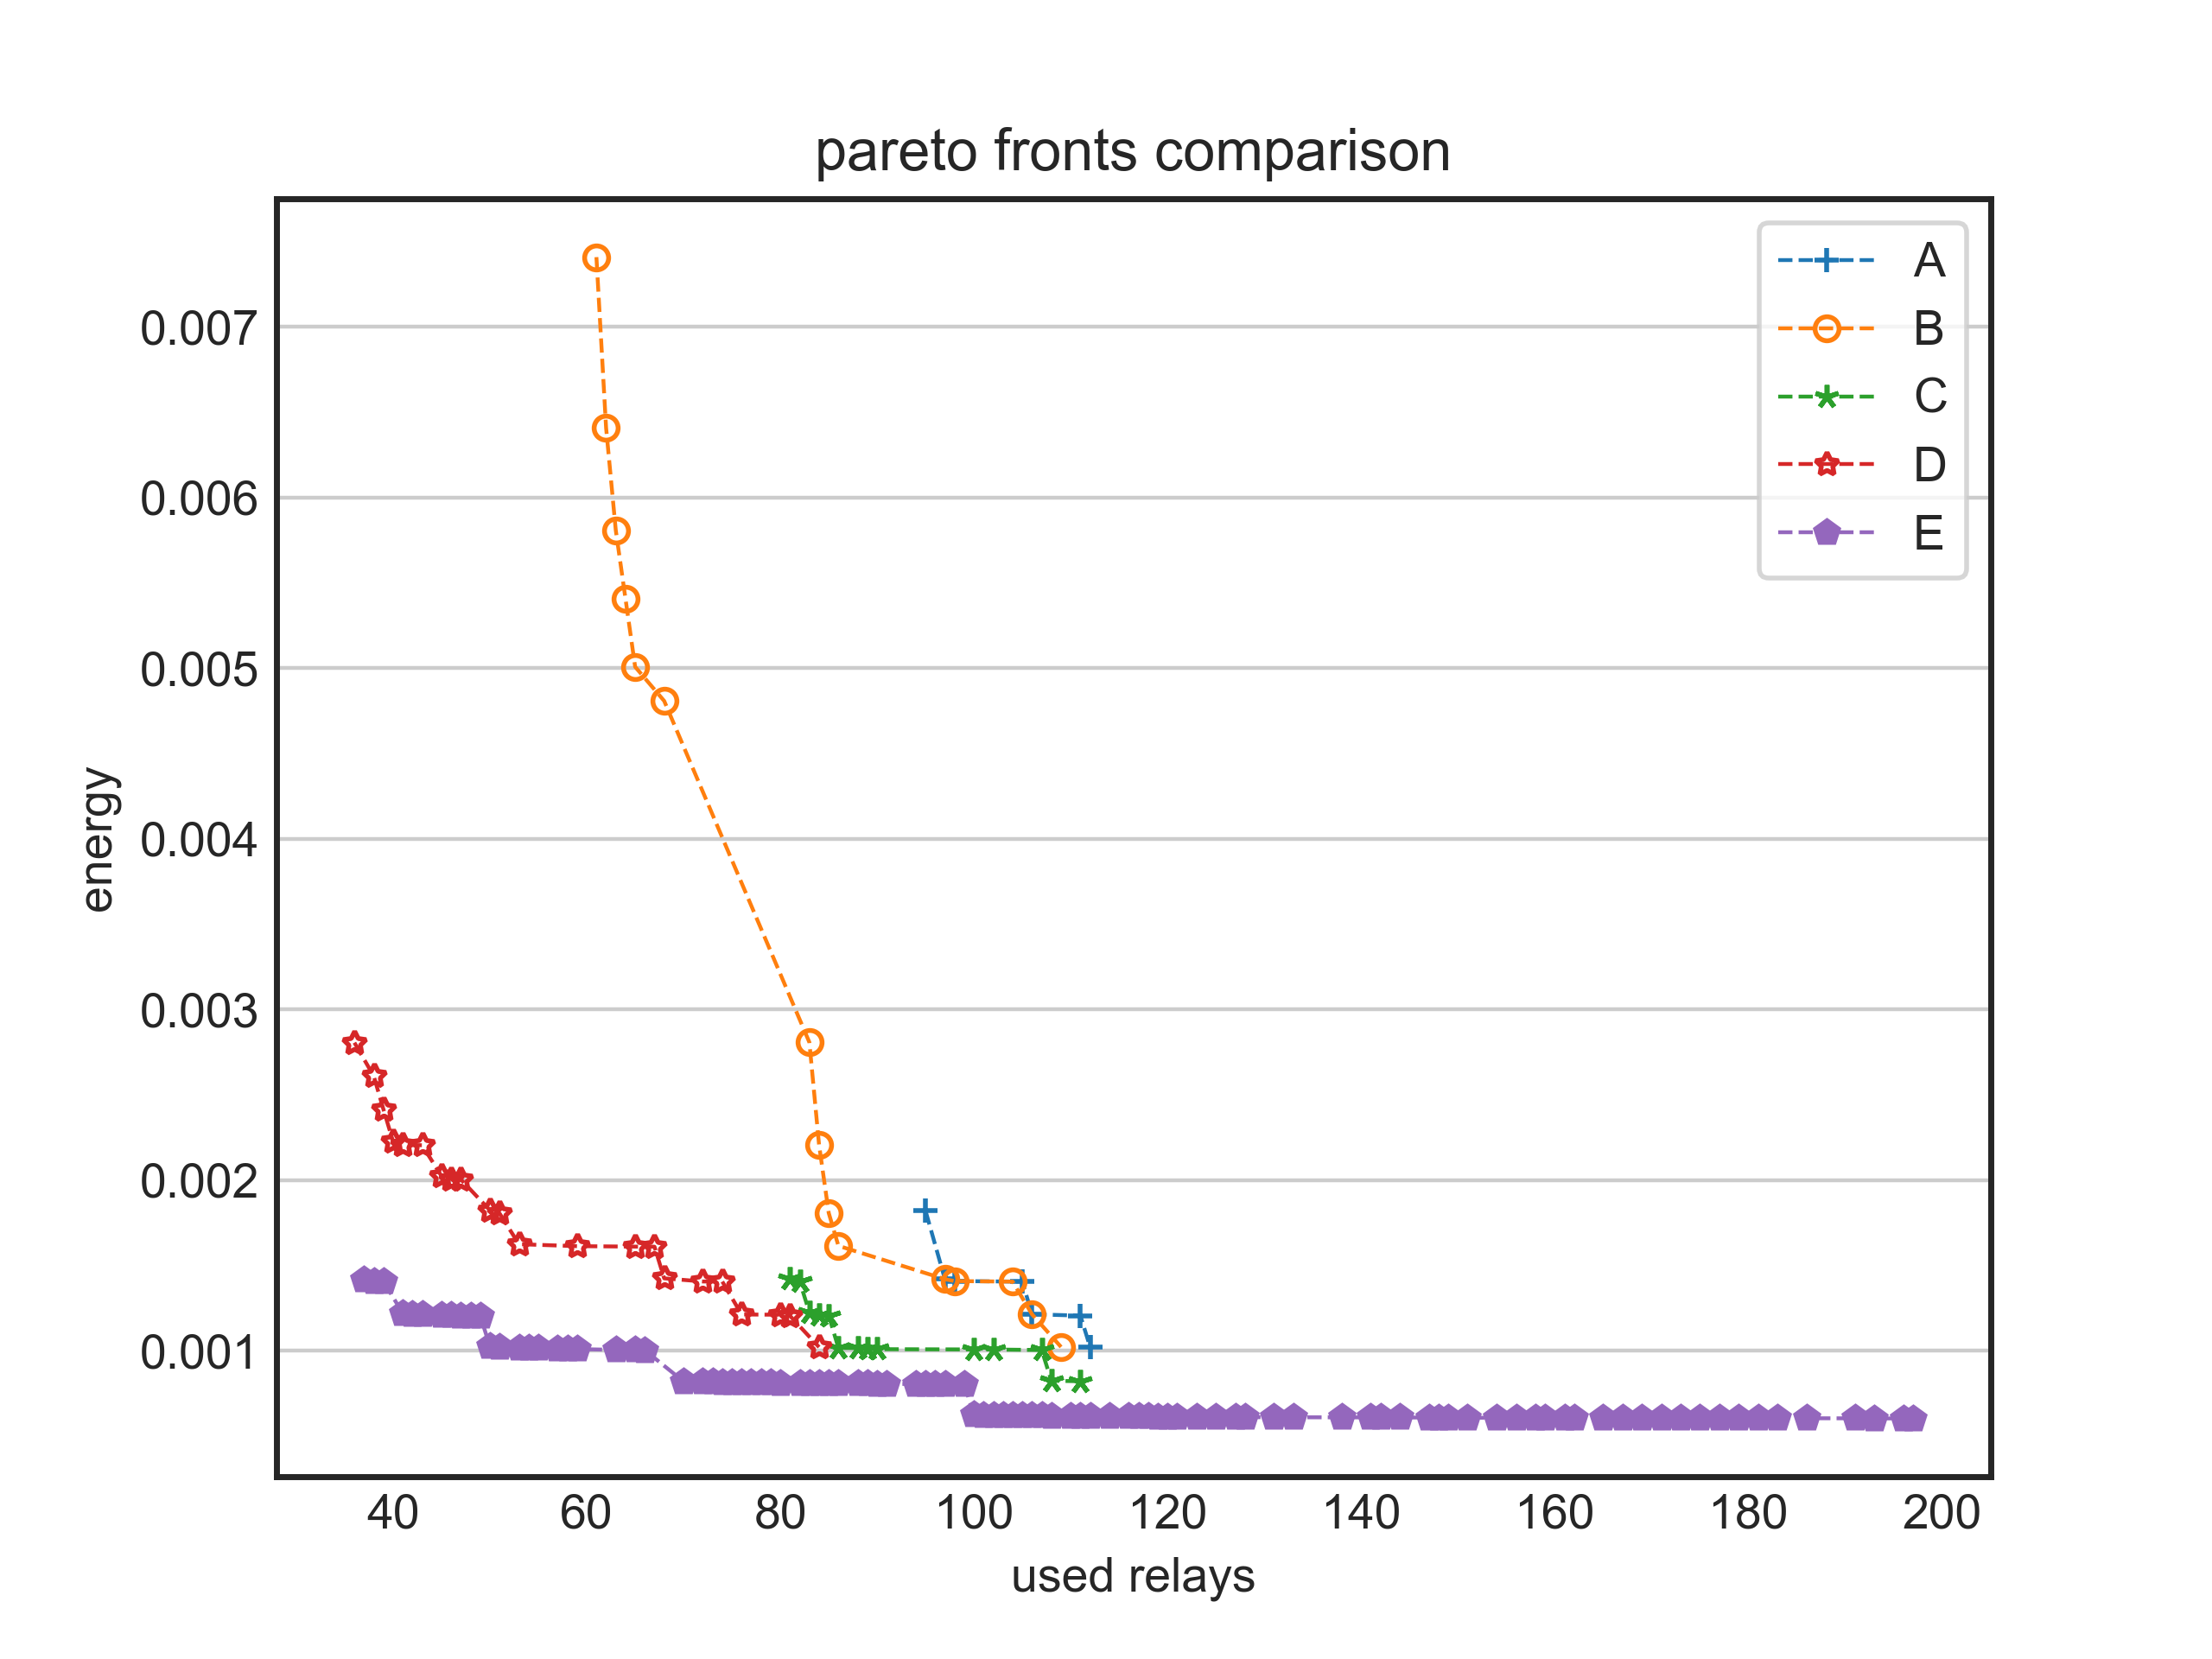 pareto fronts comparison
A
B
C
D
E
0.007
0.006
0.005
0.004
0.003
0.002
0.001
energy
40 60 80 100 120 140 160 180 200
used relays